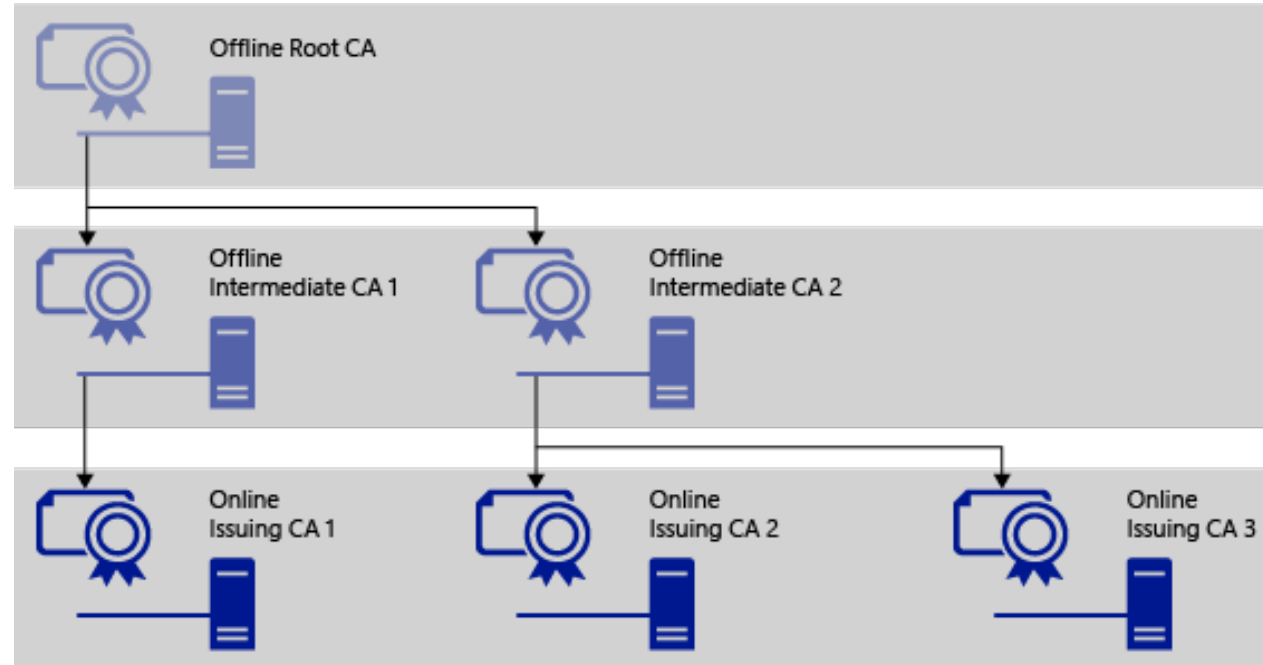 Offline Root CA
Offline
Intermediate CA 1
Offline
Intermediate CA 2
Online
Issuing CA 1
Online
Issuing CA 2
Online
Issuing CA 3